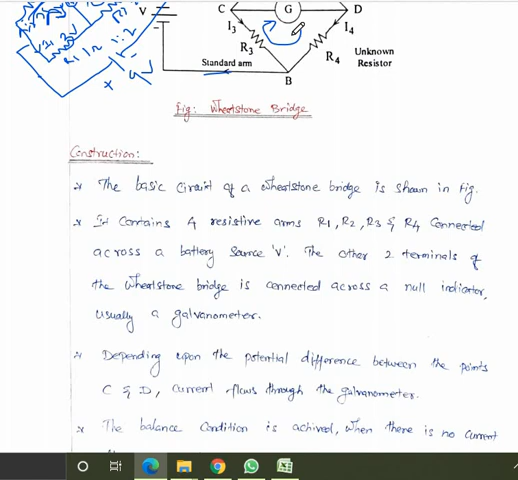 V
C
G
D
I3
I4
R3
R4
Unknown
Resistor
Standard arm
B
Fig: Wheatstone Bridge
Construction:
* The basic circuit of a wheatstone bridge is shown in Fig.
* It contains 4 resistive arms R1, R2, R3 & R4 connected
across a battery source 'V'. The other 2 terminals of
the wheatstone bridge is connected across a null indicator,
usually a galvanometer.
* Depending upon the potential difference between the points
C & D, current flows through the galvanometer.
* The balance condition is achived, when there is no current